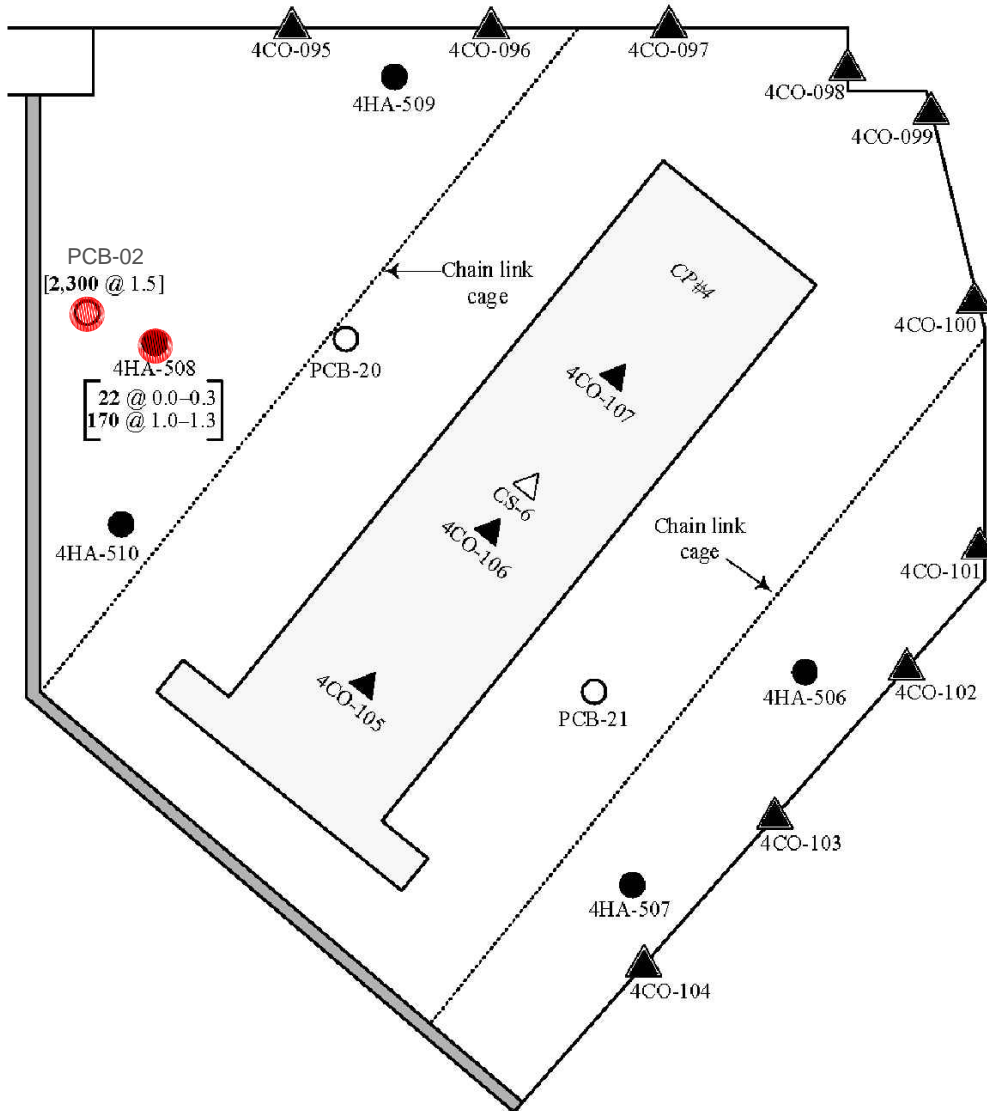 4CO-095
4CO-096
4CO-097
4HA-509
4CO-098
4CO-099
PCB-02
[2,300 @ 1.5]
Chain link
cage
CP#4
4CO-100
4HA-508
22 @ 0.0–0.3
170 @ 1.0–1.3
PCB-20
4CO-107
CS-6
4CO-106
4HA-510
Chain link
cage
4CO-101
4CO-105
4HA-506
4CO-102
PCB-21
4CO-103
4HA-507
4CO-104